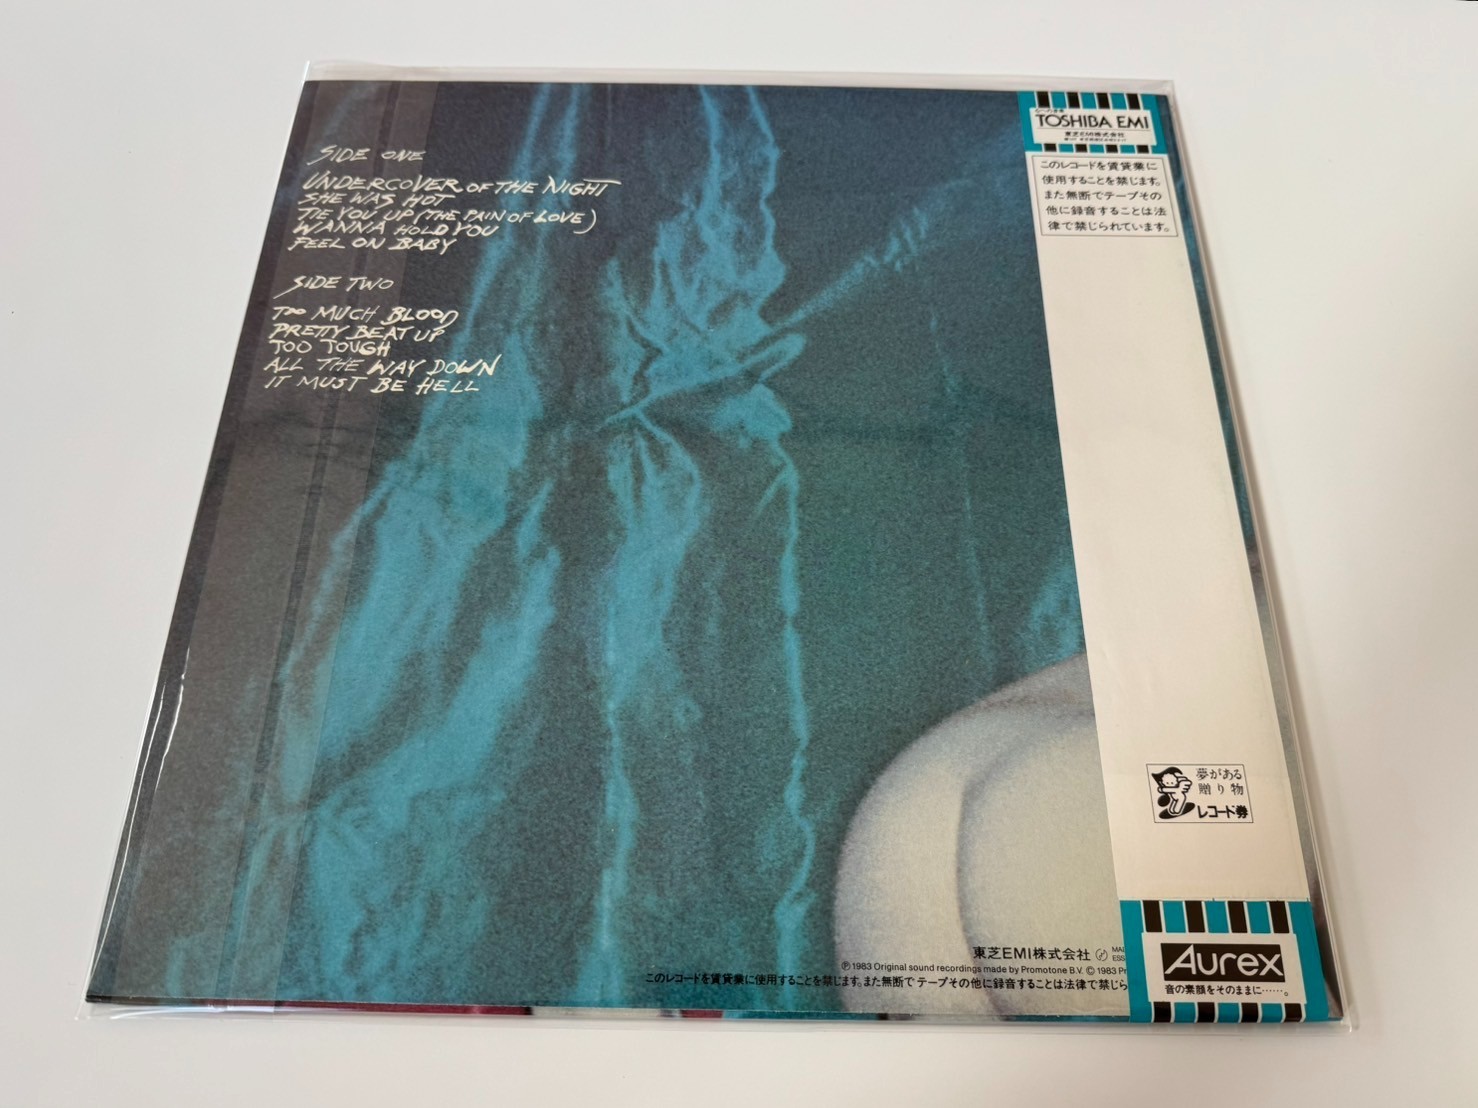 SIDE ONE
UNDERCOVER OF THE NIGHT
SHE WAS HOT
TIE YOU UP (THE PAIN OF LOVE)
WANNA HOLD YOU
FEEL ON BABY
SIDE TWO
TOO MUCH BLOOD
PRETTY BEAT UP
TOO TOUGH
ALL THE WAY DOWN
IT MUST BE HELL
TOSHIBA EMI
東芝EMI株式会社
このレコードを賃貸業に
使用することを禁じます。
また無断でテープその
他に録音することは法
律で禁じられています。
夢がある
贈り物
レコード券
東芝EMI株式会社
Ⓟ 1983 Original sound recordings made by Promotone B.V. © 1983 Pr
このレコードを賃貸業に使用することを禁じます。また無断でテープその他に録音することは法律で禁じら
Aurex
音の素顔をそのままに……。